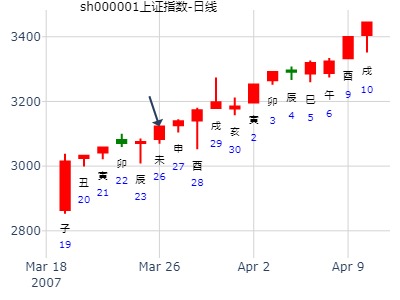 sh000001上证指数-日线
3400
3200
3000
2800
子
19
丑
20
寅
21
卯
22
辰
23
未
26
申
27
酉
28
戌
29
亥
30
寅
2
卯
3
辰
4
巳
5
午
6
酉
9
戌
10
Mar 18
2007
Mar 26
Apr 2
Apr 9